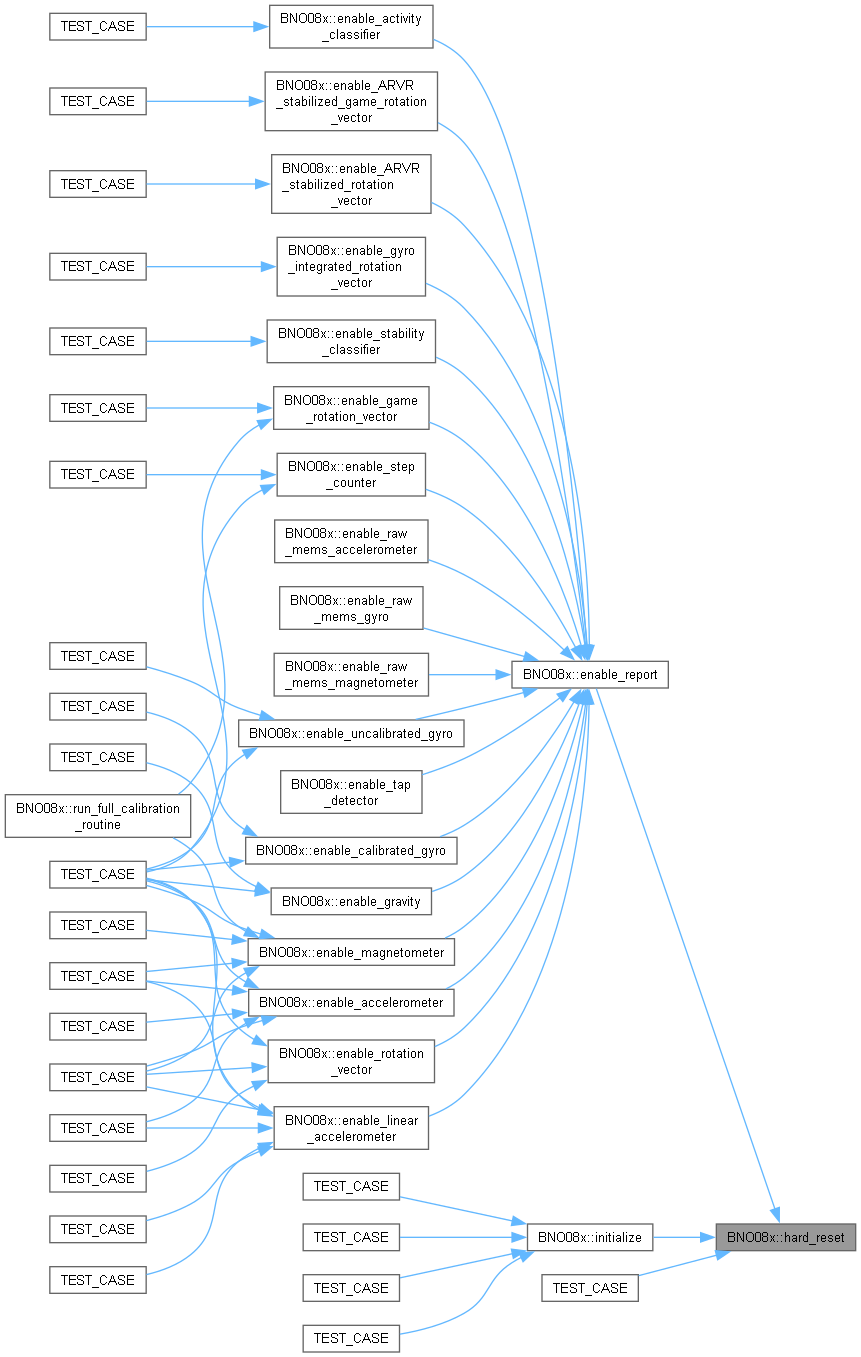 TEST_CASE
BNO08x::enable_activity
_classifier
TEST_CASE
BNO08x::enable_ARVR
_stabilized_game_rotation
_vector
TEST_CASE
BNO08x::enable_ARVR
_stabilized_rotation
_vector
TEST_CASE
BNO08x::enable_gyro
_integrated_rotation
_vector
TEST_CASE
BNO08x::enable_stability
_classifier
TEST_CASE
BNO08x::enable_game
_rotation_vector
TEST_CASE
BNO08x::enable_step
_counter
BNO08x::enable_raw
_mems_accelerometer
BNO08x::enable_raw
_mems_gyro
TEST_CASE
BNO08x::enable_raw
_mems_magnetometer
BNO08x::enable_report
TEST_CASE
BNO08x::enable_uncalibrated_gyro
TEST_CASE
BNO08x::enable_tap
_detector
BNO08x::run_full_calibration
_routine
BNO08x::enable_calibrated_gyro
TEST_CASE
BNO08x::enable_gravity
TEST_CASE
BNO08x::enable_magnetometer
TEST_CASE
BNO08x::enable_accelerometer
TEST_CASE
BNO08x::enable_rotation
_vector
TEST_CASE
BNO08x::enable_linear
_accelerometer
TEST_CASE
TEST_CASE
TEST_CASE
TEST_CASE
TEST_CASE
BNO08x::initialize
BNO08x::hard_reset
TEST_CASE
TEST_CASE
TEST_CASE
TEST_CASE
TEST_CASE